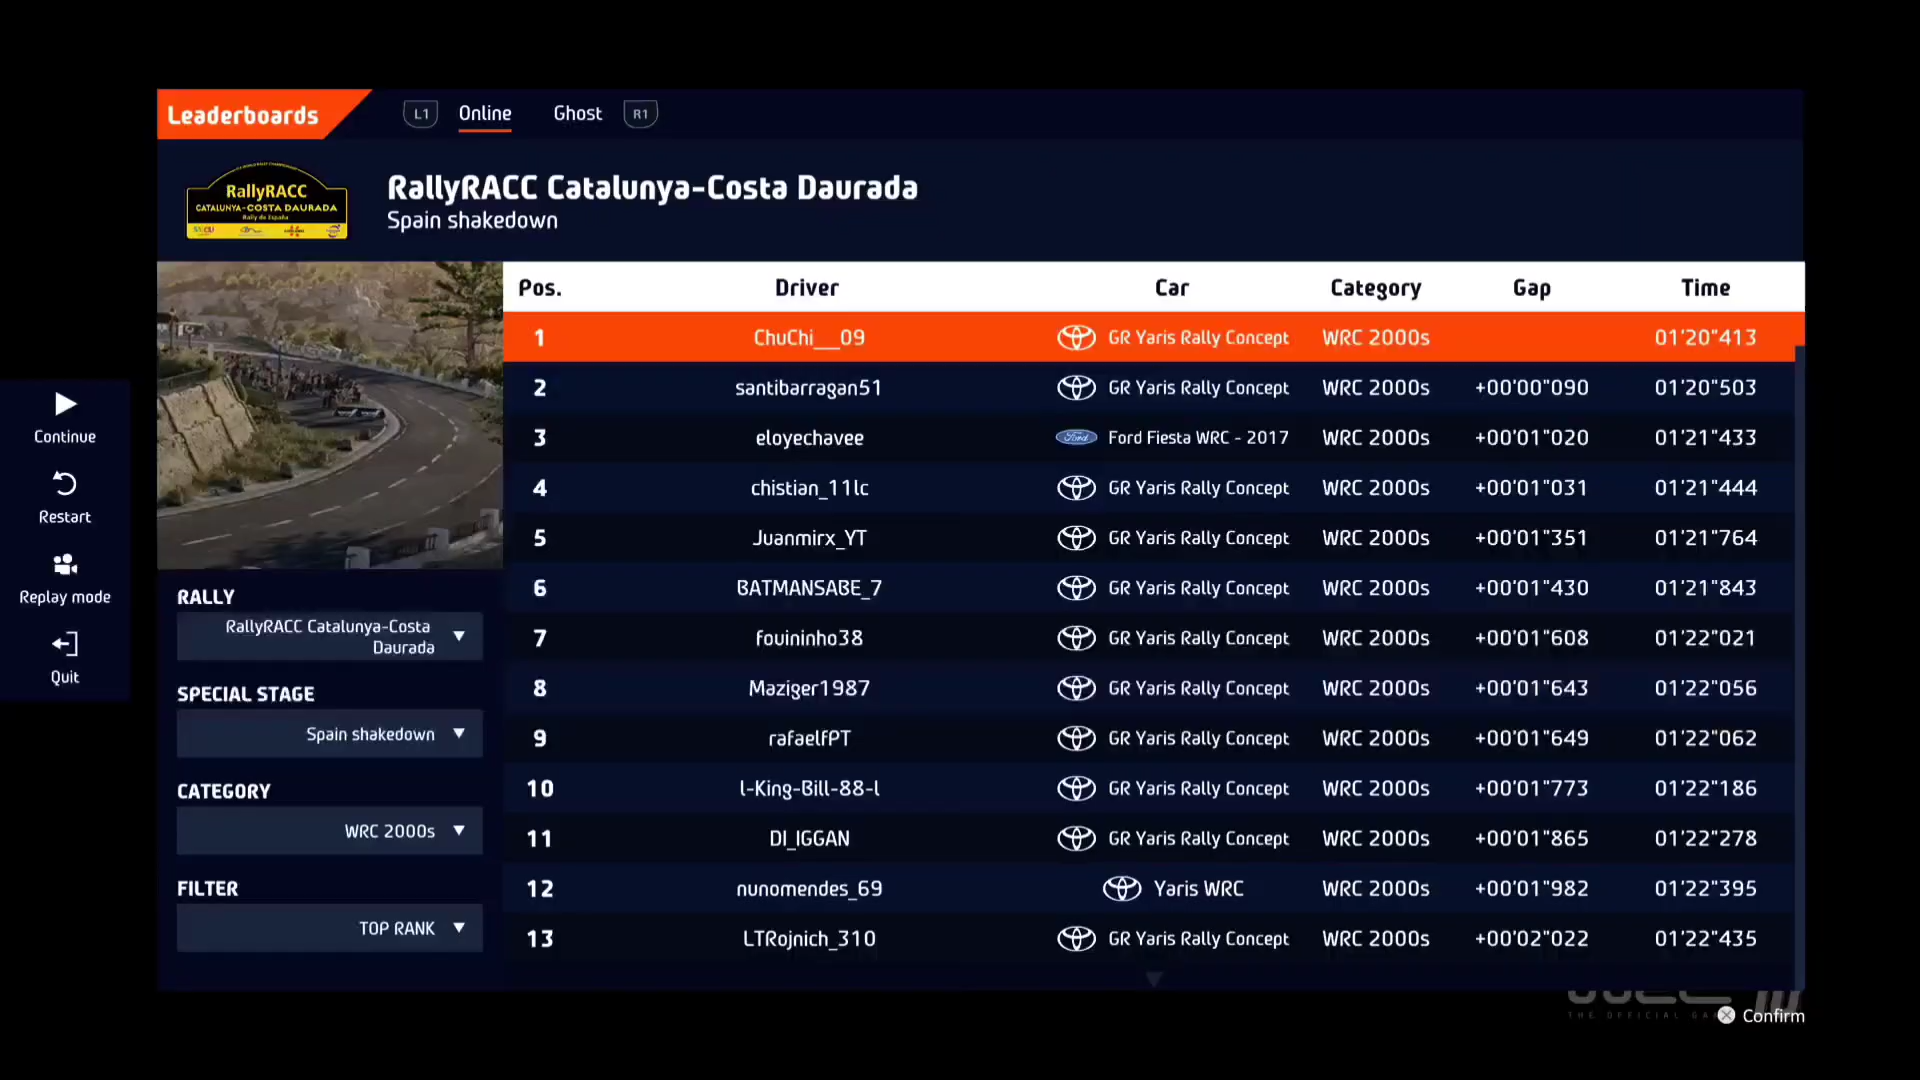 Leaderboards
L1 Online Ghost R1
RallyRACC
CATALUNYA-COSTA DAURADA
Rally de España
RallyRACC Catalunya-Costa Daurada
Spain shakedown
Pos. Driver Car Category Gap Time
1 ChuChi__09 GR Yaris Rally Concept WRC 2000s 01'20"413
2 santibarragan51 GR Yaris Rally Concept WRC 2000s +00'00"090 01'20"503
3 eloyechavee Ford Ford Fiesta WRC - 2017 WRC 2000s +00'01"020 01'21"433
4 chistian_11lc GR Yaris Rally Concept WRC 2000s +00'01"031 01'21"444
5 Juanmirx_YT GR Yaris Rally Concept WRC 2000s +00'01"351 01'21"764
6 BATMANSABE_7 GR Yaris Rally Concept WRC 2000s +00'01"430 01'21"843
7 fouininho38 GR Yaris Rally Concept WRC 2000s +00'01"608 01'22"021
8 Maziger1987 GR Yaris Rally Concept WRC 2000s +00'01"643 01'22"056
9 rafaelfPT GR Yaris Rally Concept WRC 2000s +00'01"649 01'22"062
10 l-King-Bill-88-l GR Yaris Rally Concept WRC 2000s +00'01"773 01'22"186
11 DI_IGGAN GR Yaris Rally Concept WRC 2000s +00'01"865 01'22"278
12 nunomendes_69 Yaris WRC WRC 2000s +00'01"982 01'22"395
13 LTRojnich_310 GR Yaris Rally Concept WRC 2000s +00'02"022 01'22"435
Continue
Restart
Replay mode
Quit
RALLY
RallyRACC Catalunya-Costa
Daurada
SPECIAL STAGE
Spain shakedown
CATEGORY
WRC 2000s
FILTER
TOP RANK
THE OFFICIAL
Confirm